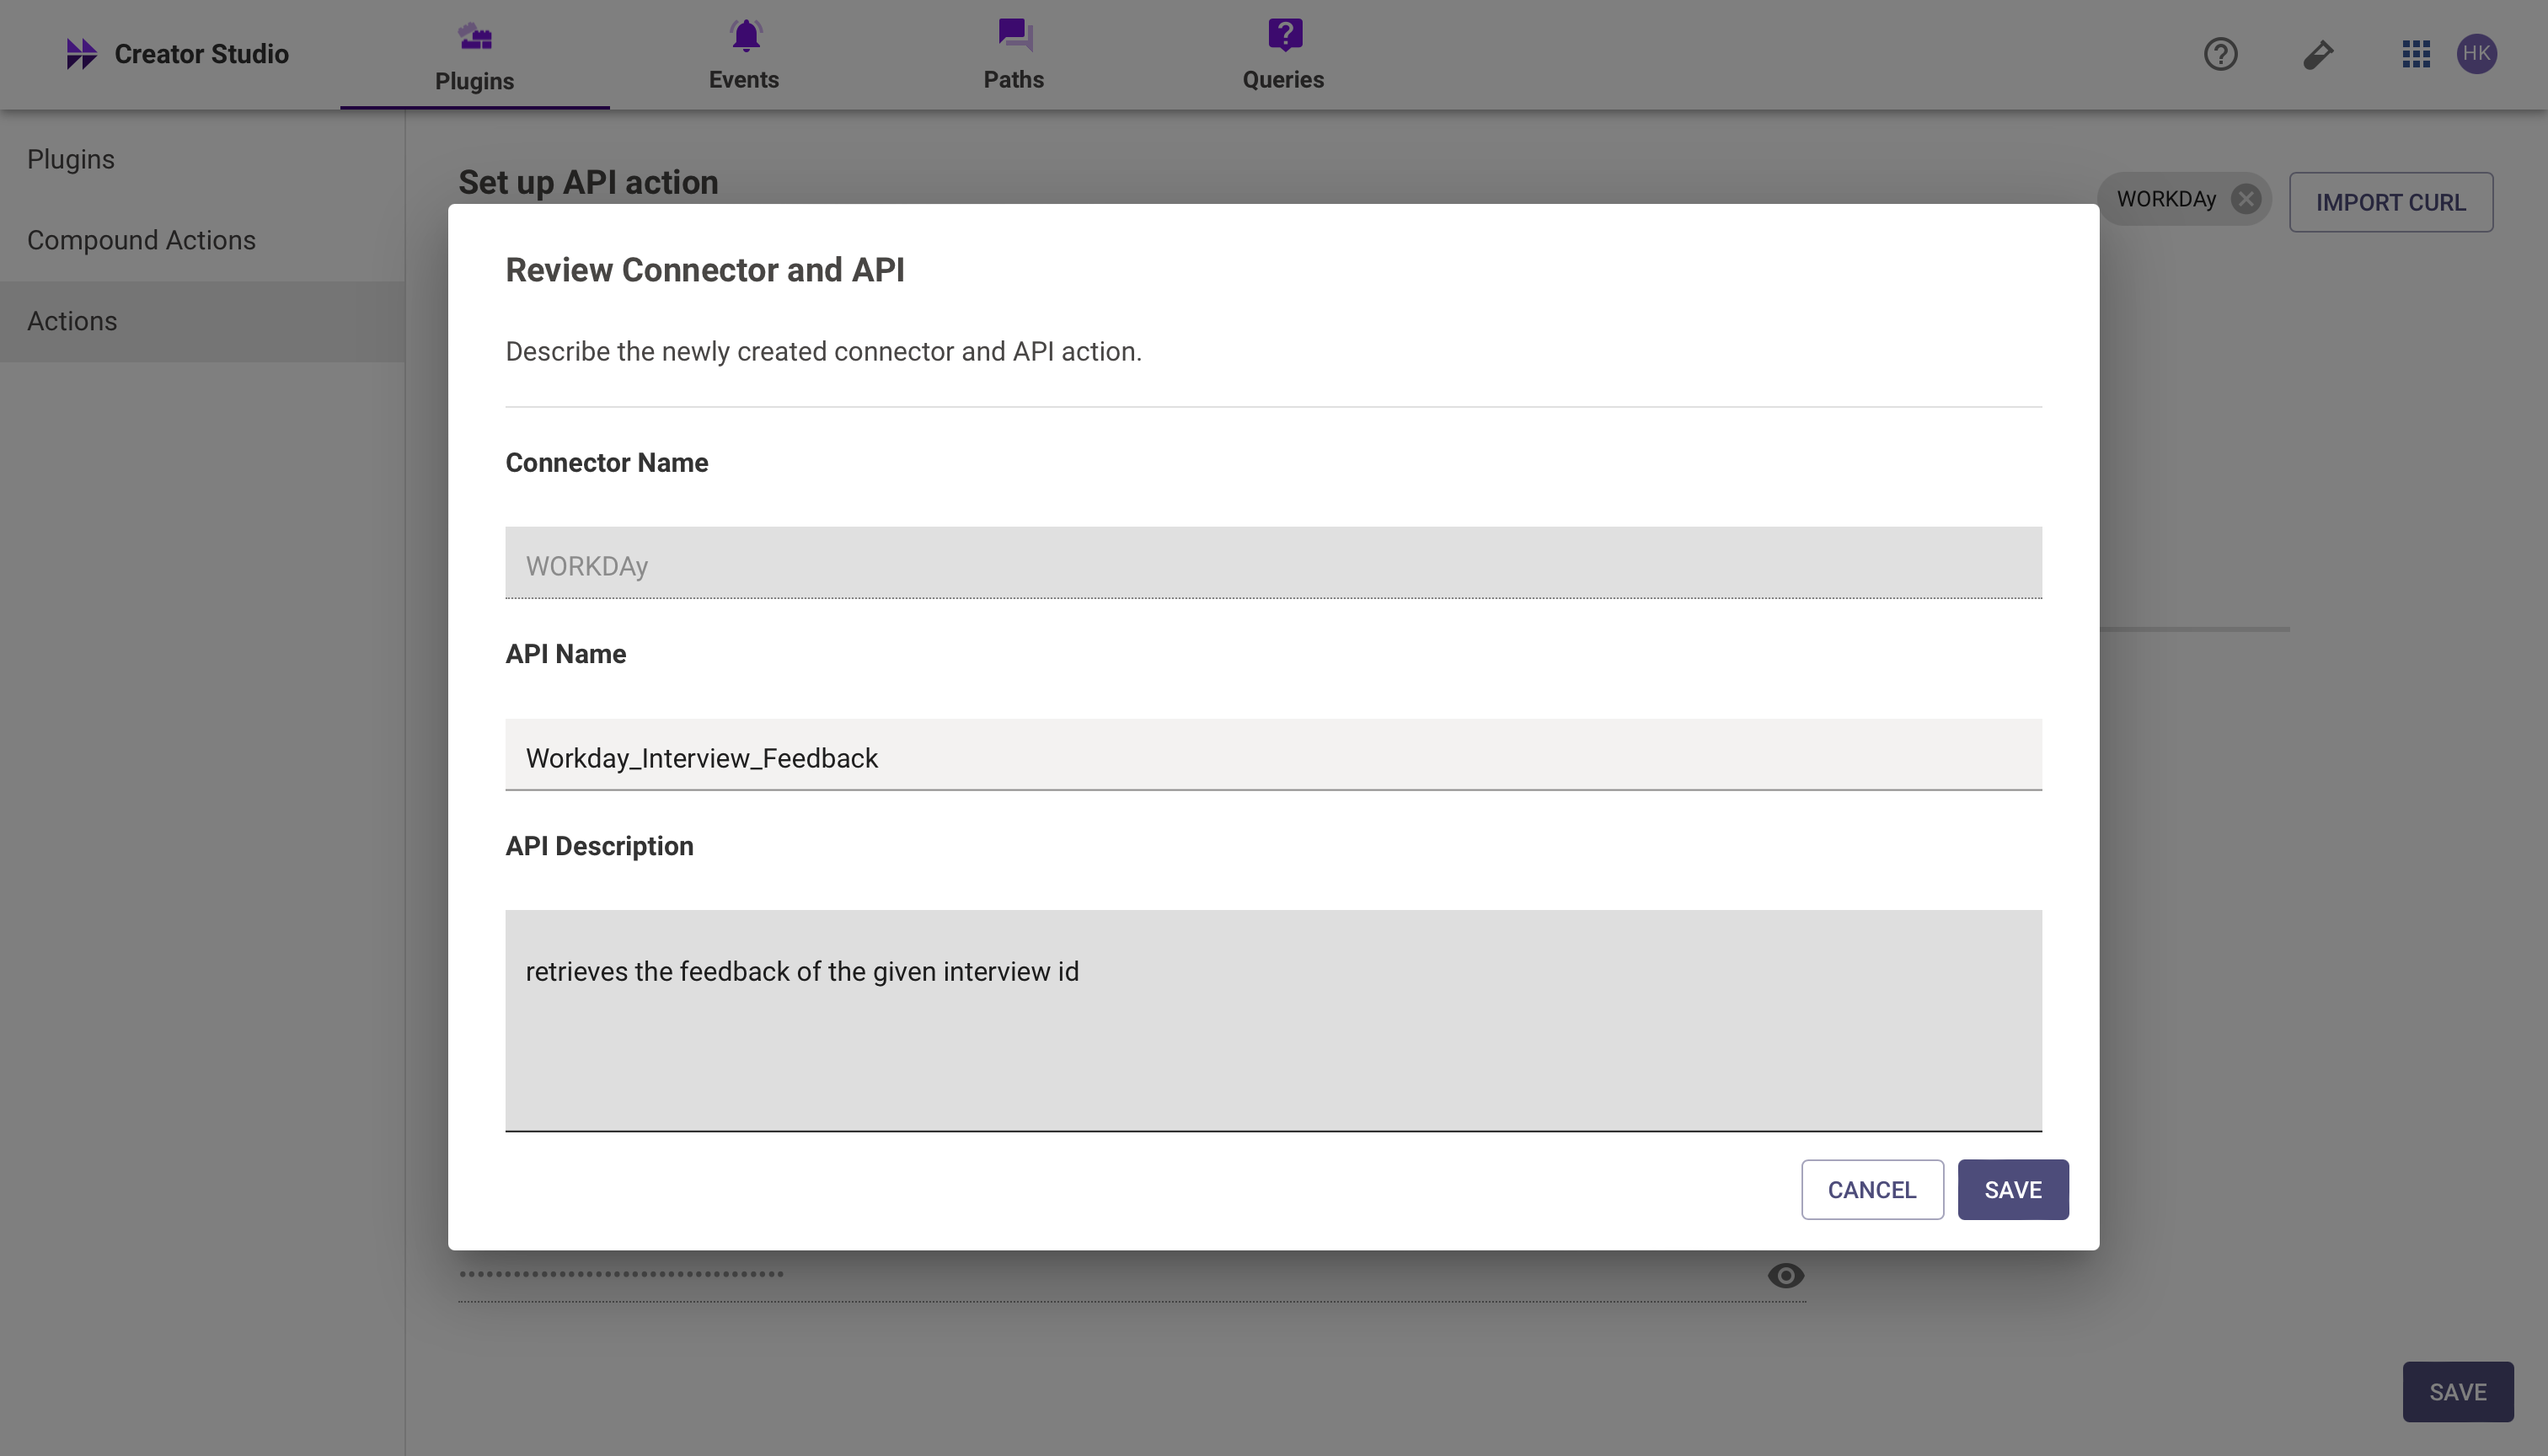 Creator Studio
Plugins
Events
Paths
Queries
HK
Plugins
Compound Actions
Actions
Set up API action
WORKDAy
IMPORT CURL
Review Connector and API
Describe the newly created connector and API action.
Connector Name
WORKDAy
API Name
Workday_Interview_Feedback
API Description
retrieves the feedback of the given interview id
CANCEL
SAVE
SAVE